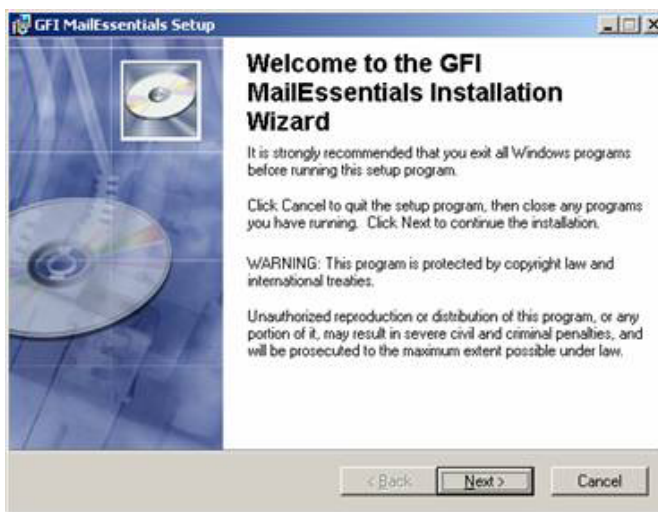 GFI MailEssentials Setup
Welcome to the GFI
MailEssentials Installation
Wizard
It is strongly recommended that you exit all Windows programs
before running this setup program.
Click Cancel to quit the setup program, then close any programs
you have running. Click Next to continue the installation.
WARNING: This program is protected by copyright law and
international treaties.
Unauthorized reproduction or distribution of this program, or any
portion of it, may result in severe civil and criminal penalties, and
will be prosecuted to the maximum extent possible under law.
< Back Next > Cancel